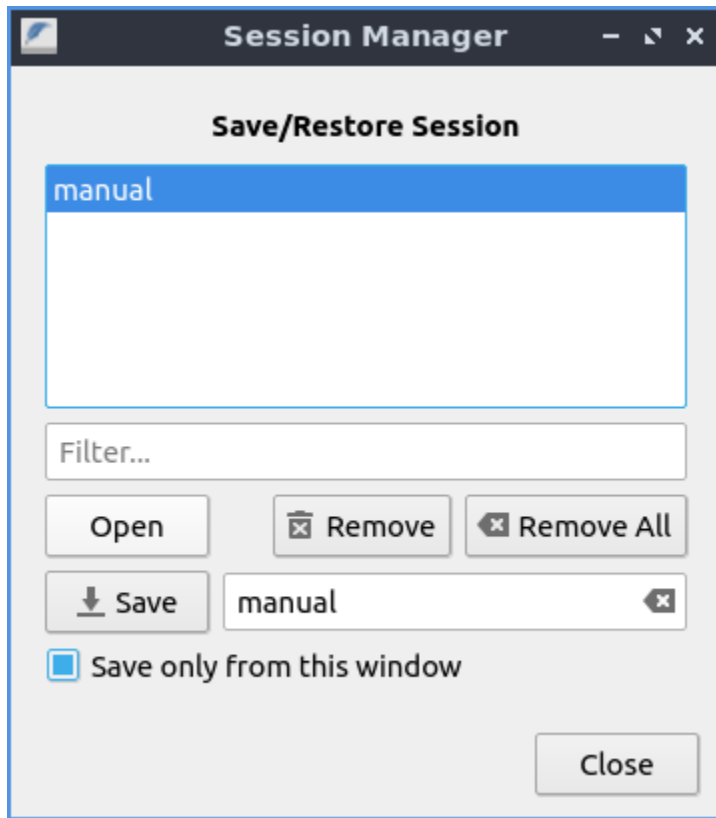 Session Manager
Save/Restore Session
manual
Filter...
Open Remove Remove All
Save manual
Save only from this window
Close